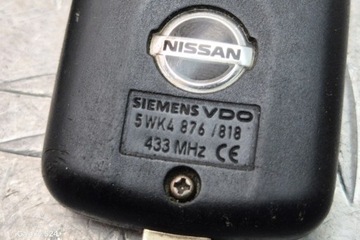 NISSAN
SIEMENS VDO
5WK4 876 /818
433 MHz CE